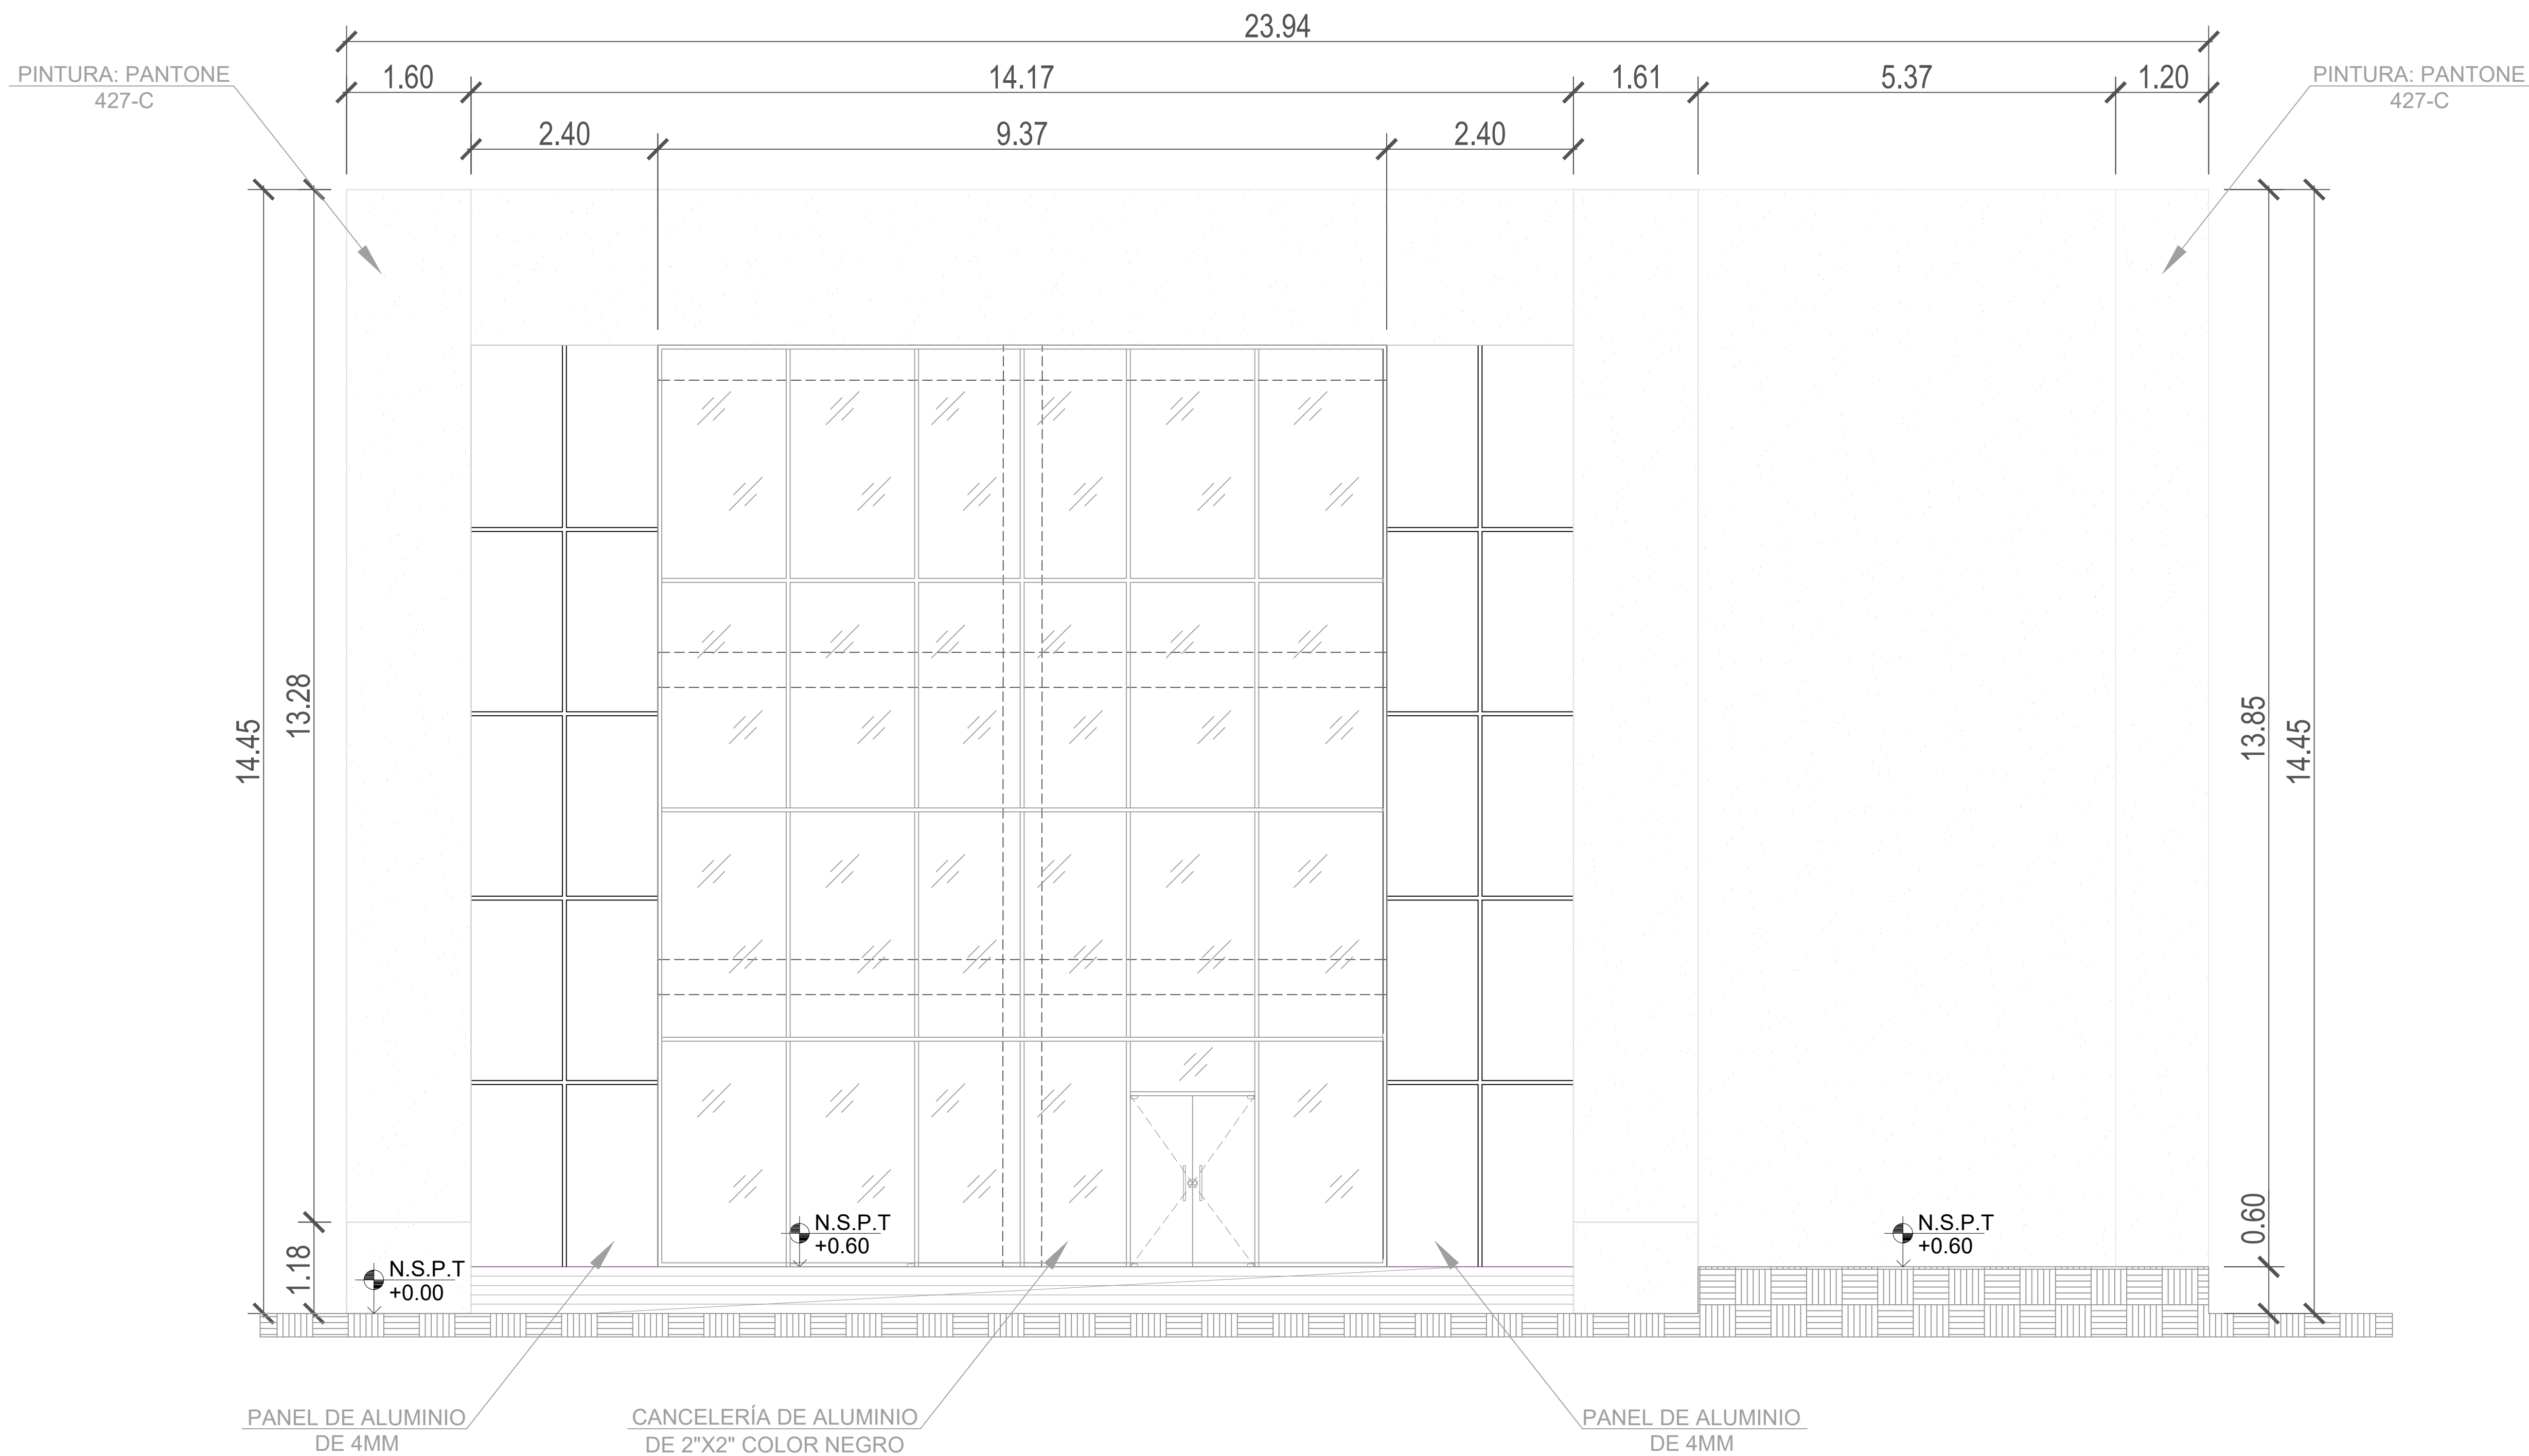 23.94
PINTURA: PANTONE
427-C
1.60
14.17
1.61
5.37
1.20
PINTURA: PANTONE
427-C
2.40
9.37
2.40
14.45
13.28
1.18
13.85
14.45
0.60
N.S.P.T
+0.00
N.S.P.T
+0.60
N.S.P.T
+0.60
PANEL DE ALUMINIO
DE 4MM
CANCELERÍA DE ALUMINIO
DE 2"X2" COLOR NEGRO
PANEL DE ALUMINIO
DE 4MM